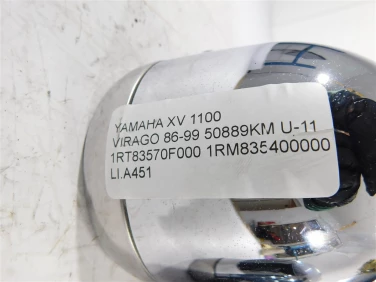 YAMAHA XV 1100
VIRAGO 86-99 50889KM U-11
1RT83570F000 1RM835400000
LI.A451